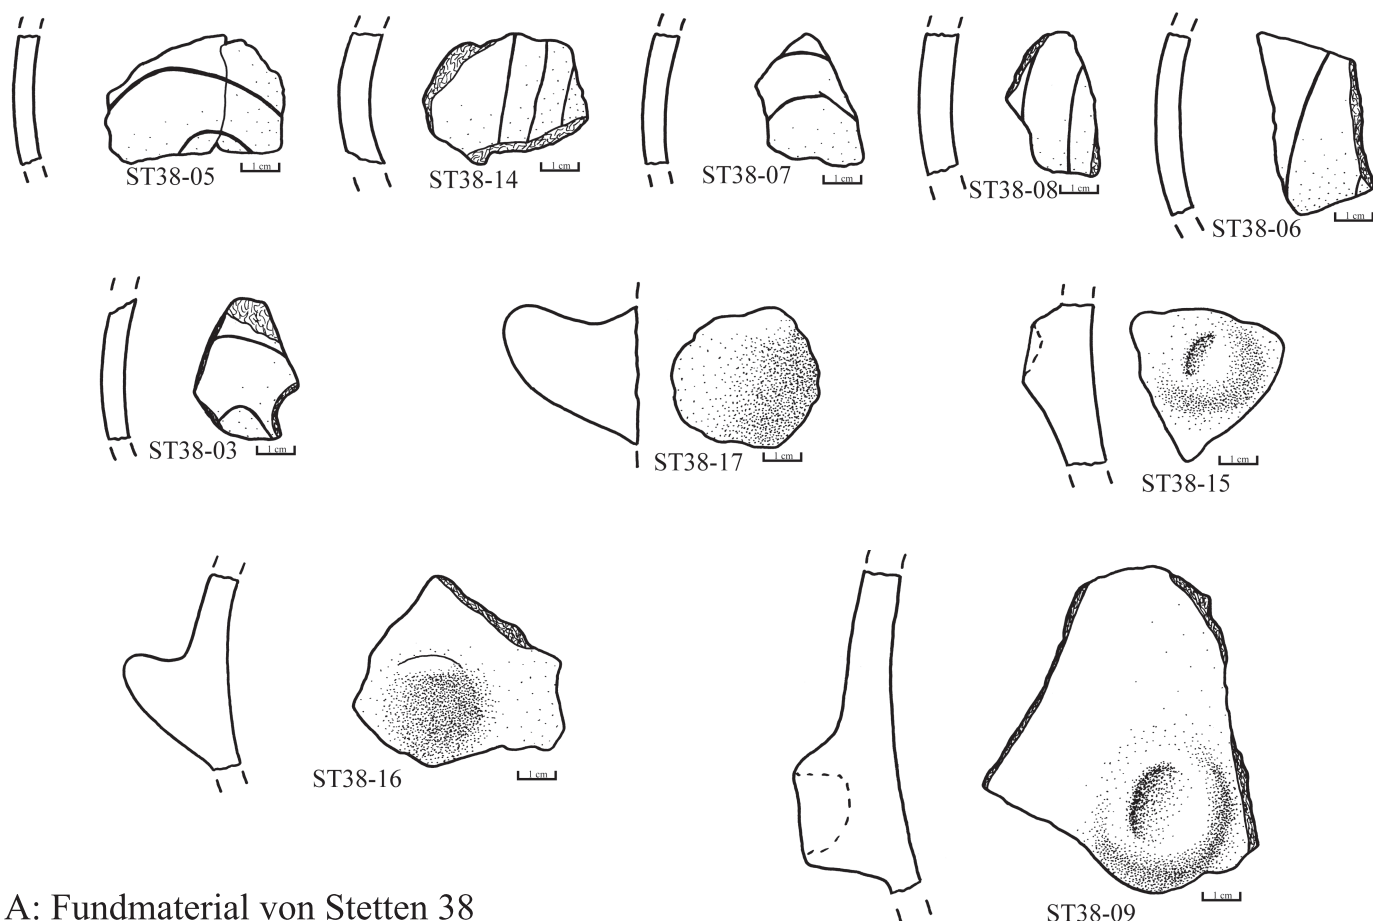 1 cm
ST38-05
1 cm
ST38-14
1 cm
ST38-07
1 cm
ST38-08
1 cm
ST38-06
1 cm
ST38-03
1 cm
ST38-17
1 cm
ST38-15
1 cm
ST38-16
1 cm
ST38-09
A: Fundmaterial von Stetten 38